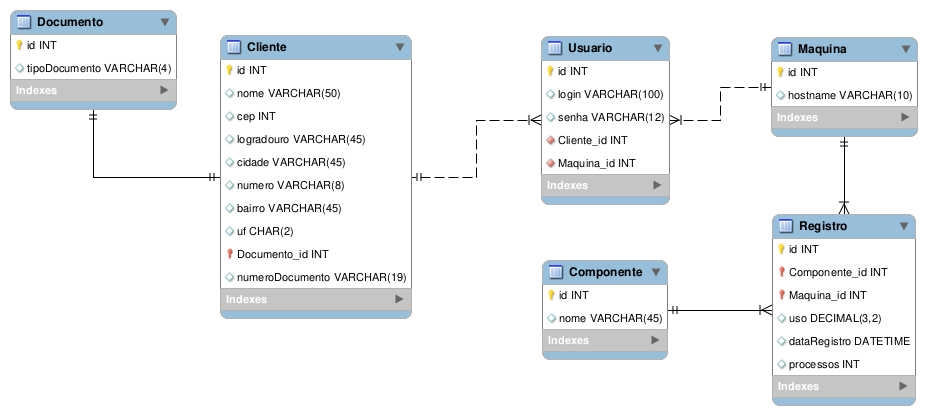 Documento
id INT
tipoDocumento VARCHAR(4)
Indexes
Cliente
id INT
nome VARCHAR(50)
cep INT
logradouro VARCHAR(45)
cidade VARCHAR(45)
numero VARCHAR(8)
bairro VARCHAR(45)
uf CHAR(2)
Documento_id INT
numeroDocumento VARCHAR(19)
Indexes
Usuario
id INT
login VARCHAR(100)
senha VARCHAR(12)
Cliente_id INT
Maquina_id INT
Indexes
Maquina
id INT
hostname VARCHAR(10)
Indexes
Componente
id INT
nome VARCHAR(45)
Indexes
Registro
id INT
Componente_id INT
Maquina_id INT
uso DECIMAL(3,2)
dataRegistro DATETIME
processos INT
Indexes